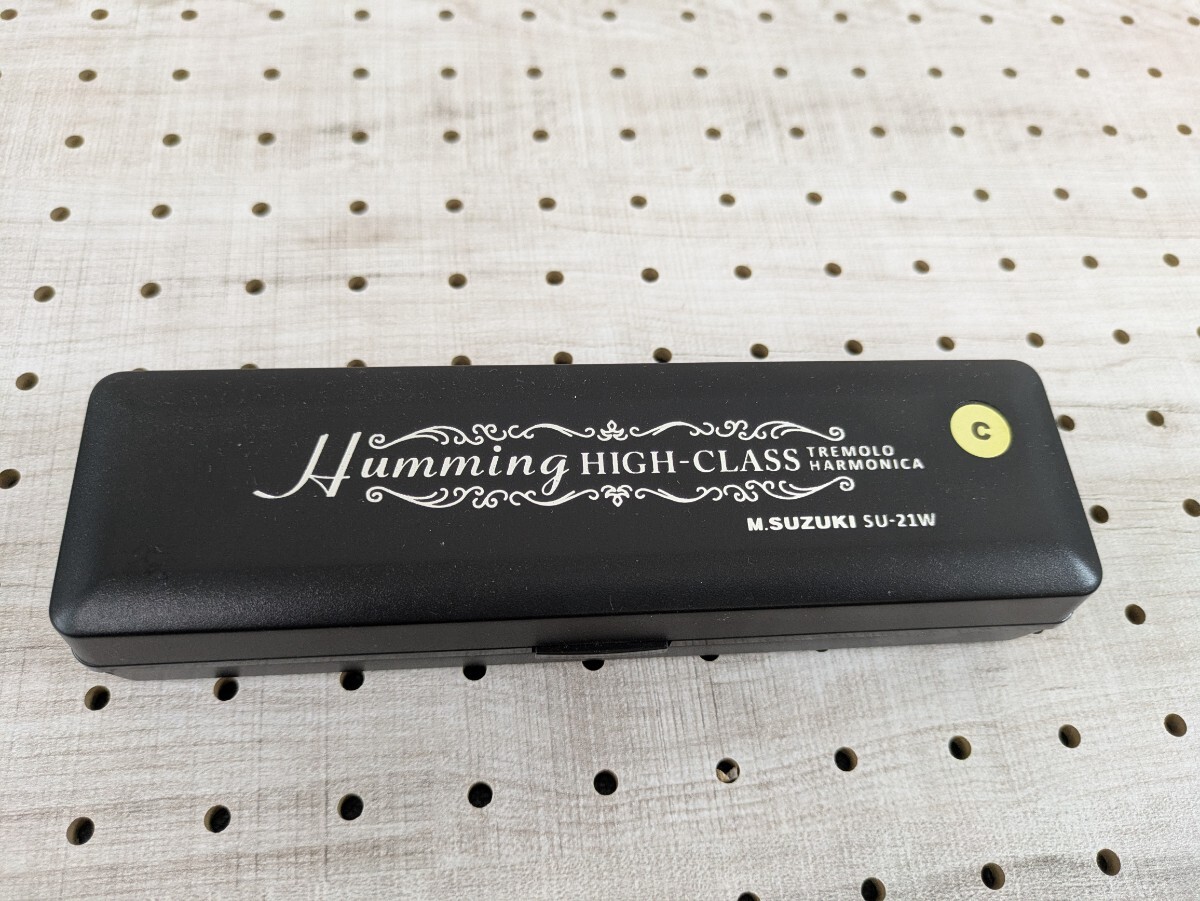 Humming HIGH-CLASS TREMOLO
HARMONICA
C
M.SUZUKI SU-21W